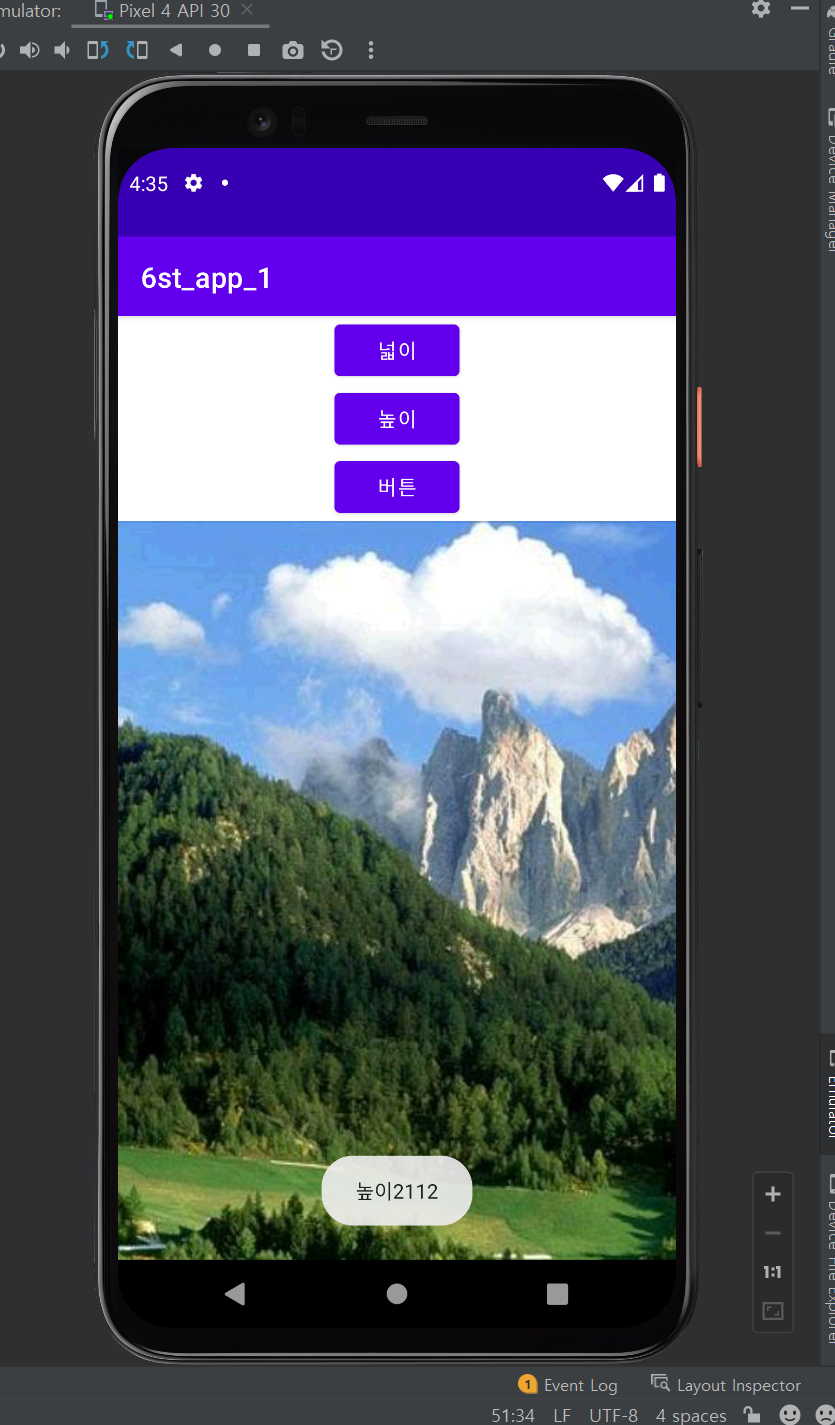 mulator:
Pixel 4 API 30
Gradle
Device Manager
4:35
6st_app_1
넓이
높이
버튼
높이2112
Emulator
1:1
Device File Explorer
1 Event Log
Layout Inspector
51:34 LF UTF-8 4 spaces